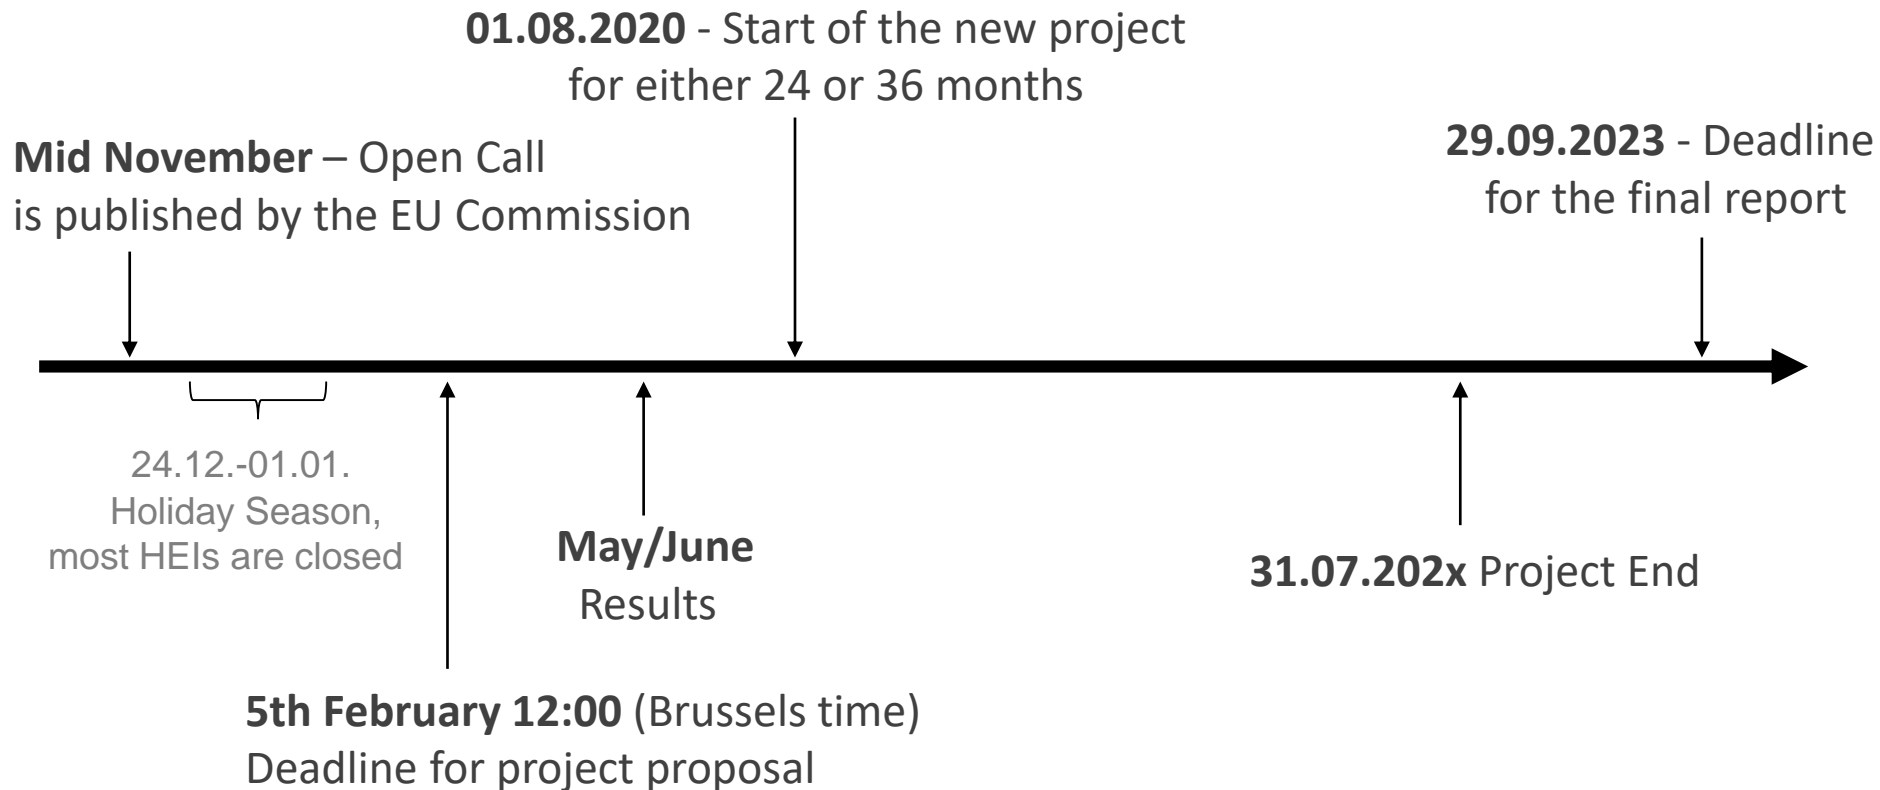 01.08.2020 - Start of the new project
for either 24 or 36 months
Mid November – Open Call
is published by the EU Commission
29.09.2023 - Deadline
for the final report
24.12.-01.01.
Holiday Season,
most HEIs are closed
May/June
Results
31.07.202x Project End
5th February 12:00 (Brussels time)
Deadline for project proposal